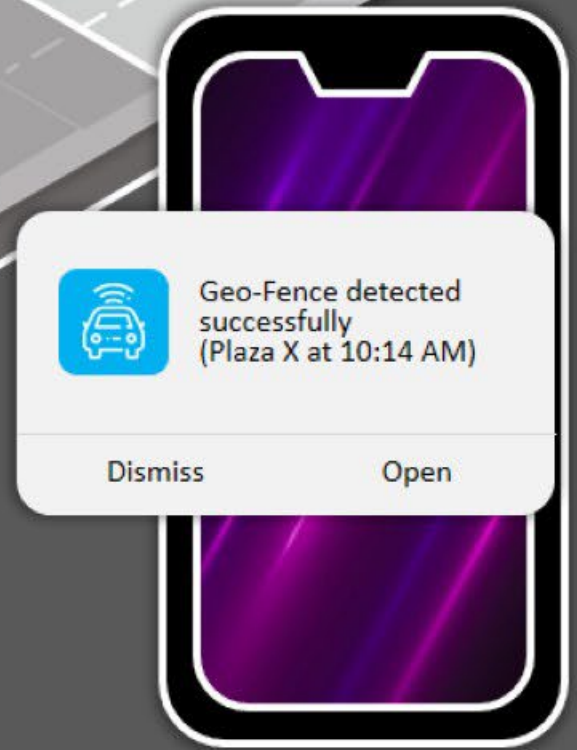 Geo-Fence detected
successfully
(Plaza X at 10:14 AM)
Dismiss
Open